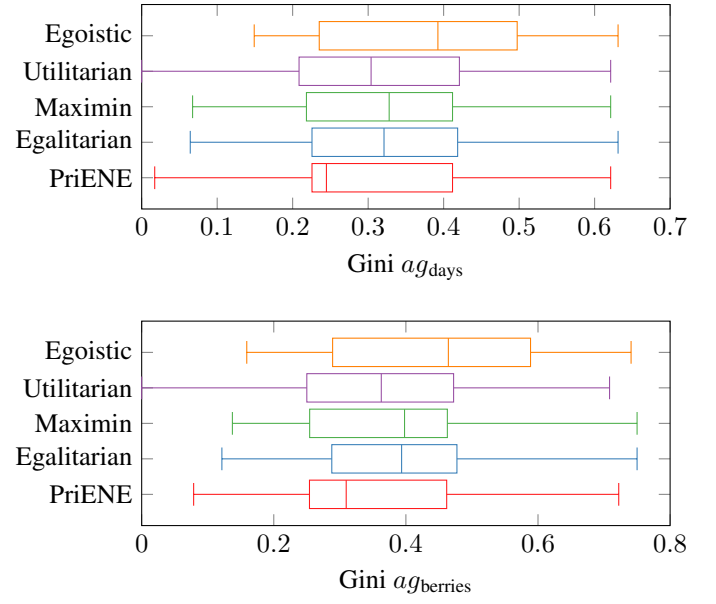 Egoistic
Utilitarian
Maximin
Egalitarian
PriENE
0 0.1 0.2 0.3 0.4 0.5 0.6 0.7
Gini ag_days
Egoistic
Utilitarian
Maximin
Egalitarian
PriENE
0 0.2 0.4 0.6 0.8
Gini ag_berries